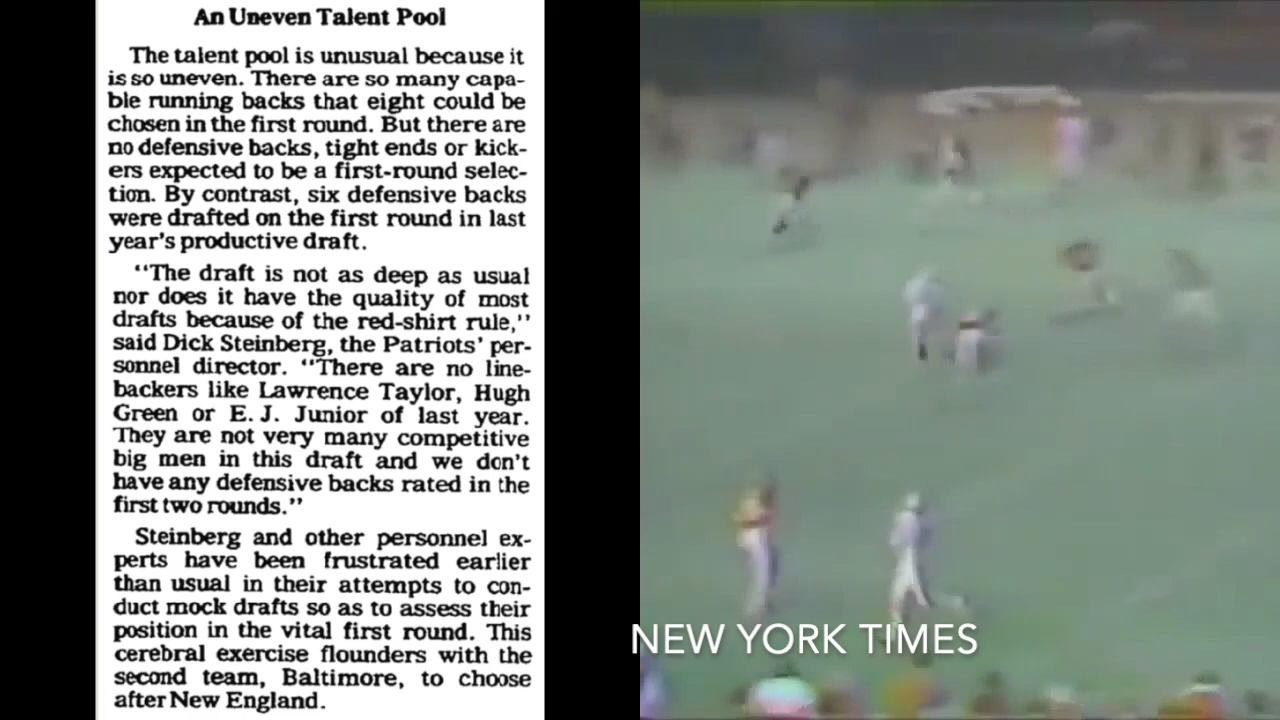 An Uneven Talent Pool
The talent pool is unusual because it
is so uneven. There are so many capa-
ble running backs that eight could be
chosen in the first round. But there are
no defensive backs, tight ends or kick-
ers expected to be a first-round selec-
tion. By contrast, six defensive backs
were drafted on the first round in last
year's productive draft.
"The draft is not as deep as usual
nor does it have the quality of most
drafts because of the red-shirt rule,"
said Dick Steinberg, the Patriots' per-
sonnel director. "There are no line-
backers like Lawrence Taylor, Hugh
Green or E. J. Junior of last year.
They are not very many competitive
big men in this draft and we don't
have any defensive backs rated in the
first two rounds."
Steinberg and other personnel ex-
perts have been frustrated earlier
than usual in their attempts to con-
duct mock drafts so as to assess their
position in the vital first round. This
cerebral exercise flounders with the
second team, Baltimore, to choose
after New England.
NEW YORK TIMES